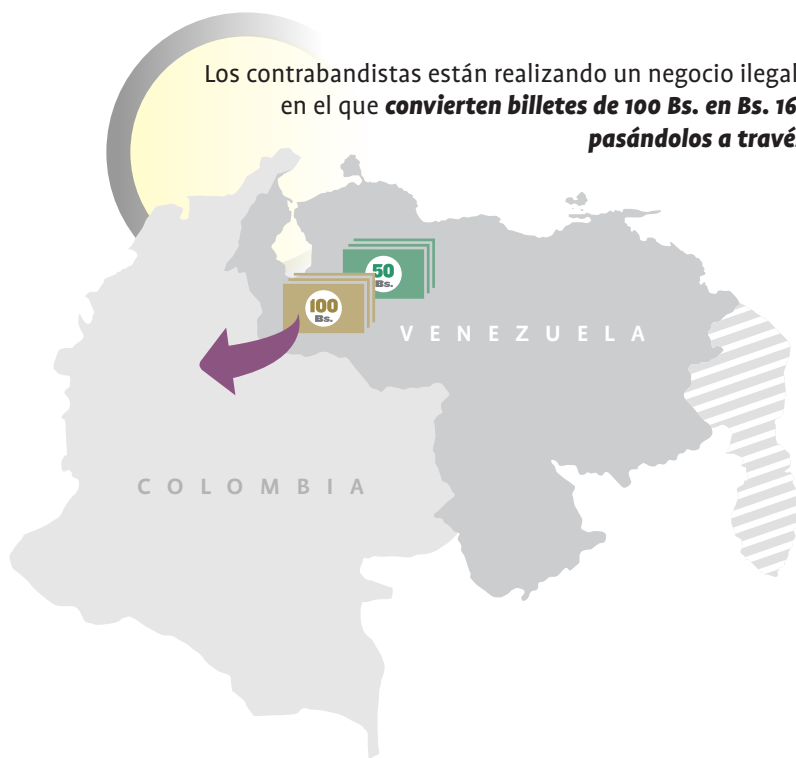 Los contrabandistas están realizando un negocio ilegal
en el que convierten billetes de 100 Bs. en Bs. 16
pasándolos a travé
50
Bs.
100
Bs.
VENEZUELA
COLOMBIA